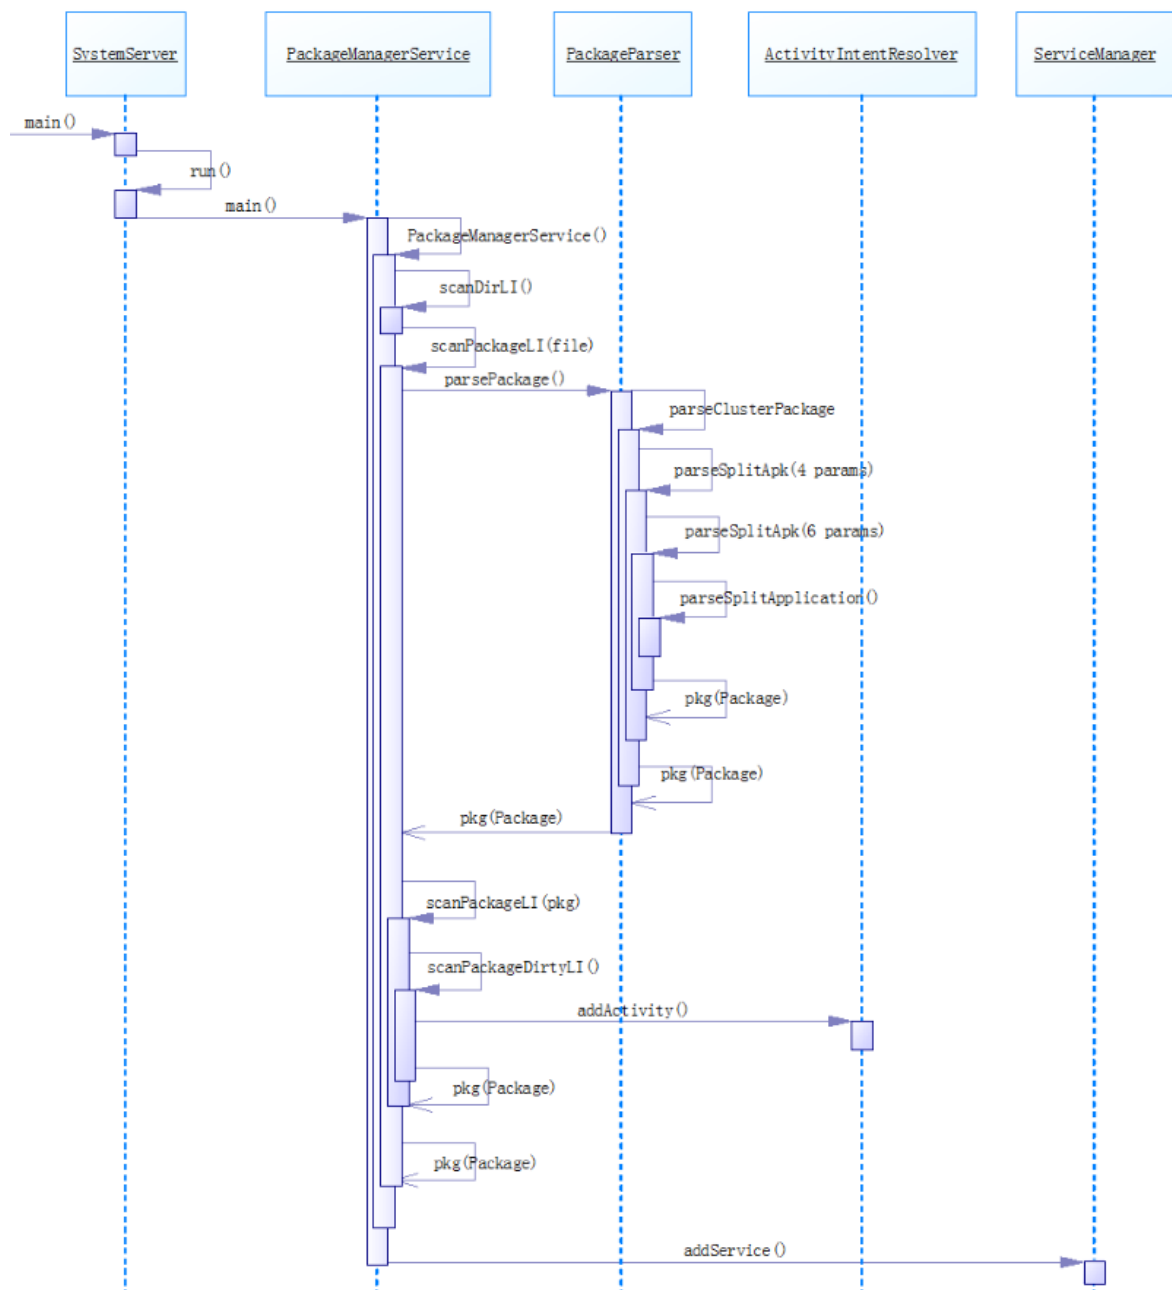 SystemServer
PackageManagerService
PackageParser
ActivityIntentResolver
ServiceManager
main()
run()
main()
PackageManagerService()
scanDirLI()
scanPackageLI(file)
parsePackage()
parseClusterPackage
parseSplitApk(4 params)
parseSplitApk(6 params)
parseSplitApplication()
pkg(Package)
pkg(Package)
pkg(Package)
scanPackageLI(pkg)
scanPackageDirtyLI()
addActivity()
pkg(Package)
pkg(Package)
addService()